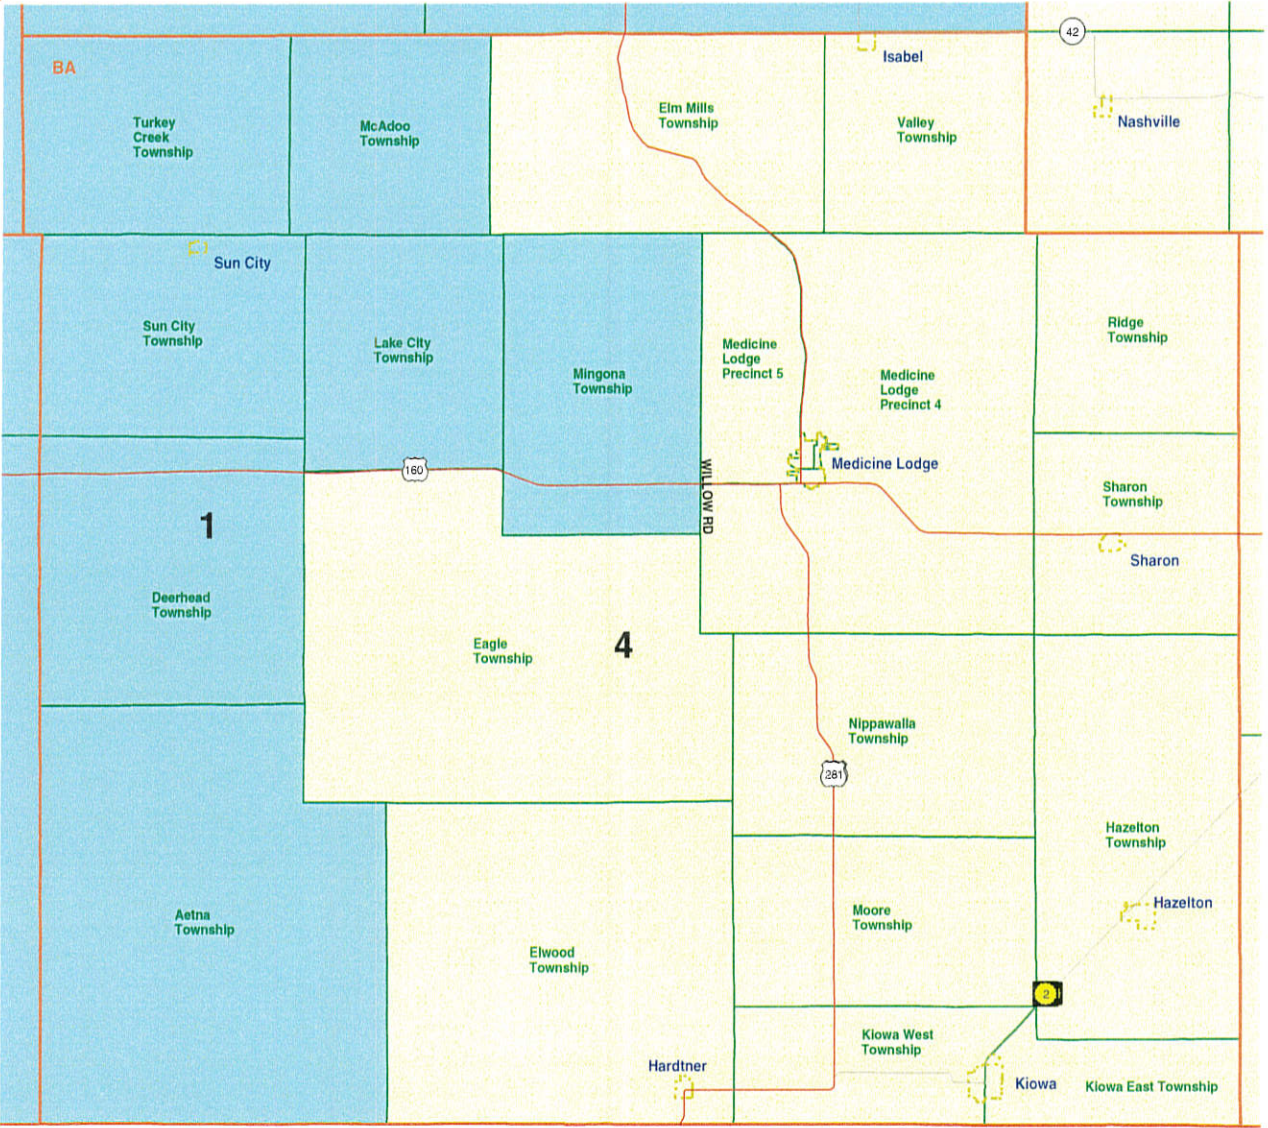 42
Isabel
BA
Nashville
Elm Mills
Township
Turkey
Creek
Township
McAdoo
Township
Valley
Township
Sun City
Sun City
Township
Lake City
Township
Mingona
Township
Medicine
Lodge
Precinct 5
Medicine
Lodge
Precinct 4
Ridge
Township
160
WILLOW RD
Medicine Lodge
Sharon
Township
1
Sharon
Deerhead
Township
Eagle
Township
4
Nippawalla
Township
281
Hazelton
Township
Hazelton
Aetna
Township
Moore
Township
Elwood
Township
2
Kiowa West
Township
Hardtner
Kiowa
Kiowa East Township